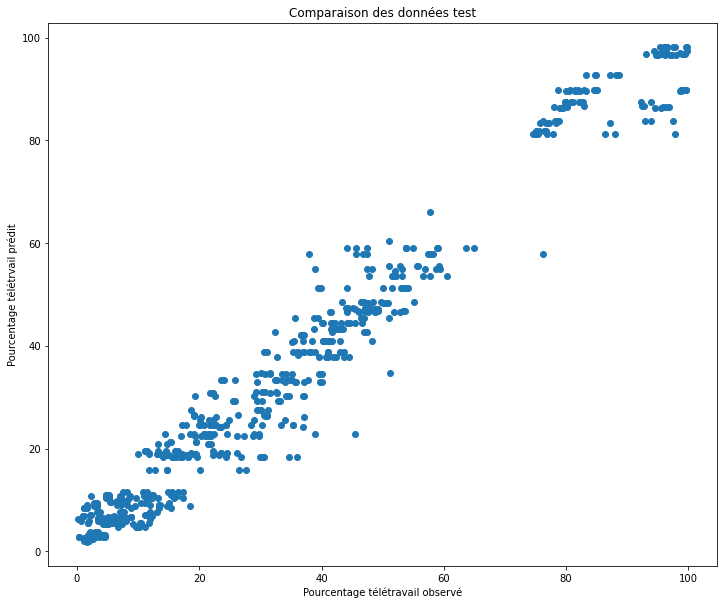 Comparaison des données test
Pourcentage télétrvail prédit
100
80
60
40
20
0
0 20 40 60 80 100
Pourcentage télétravail observé